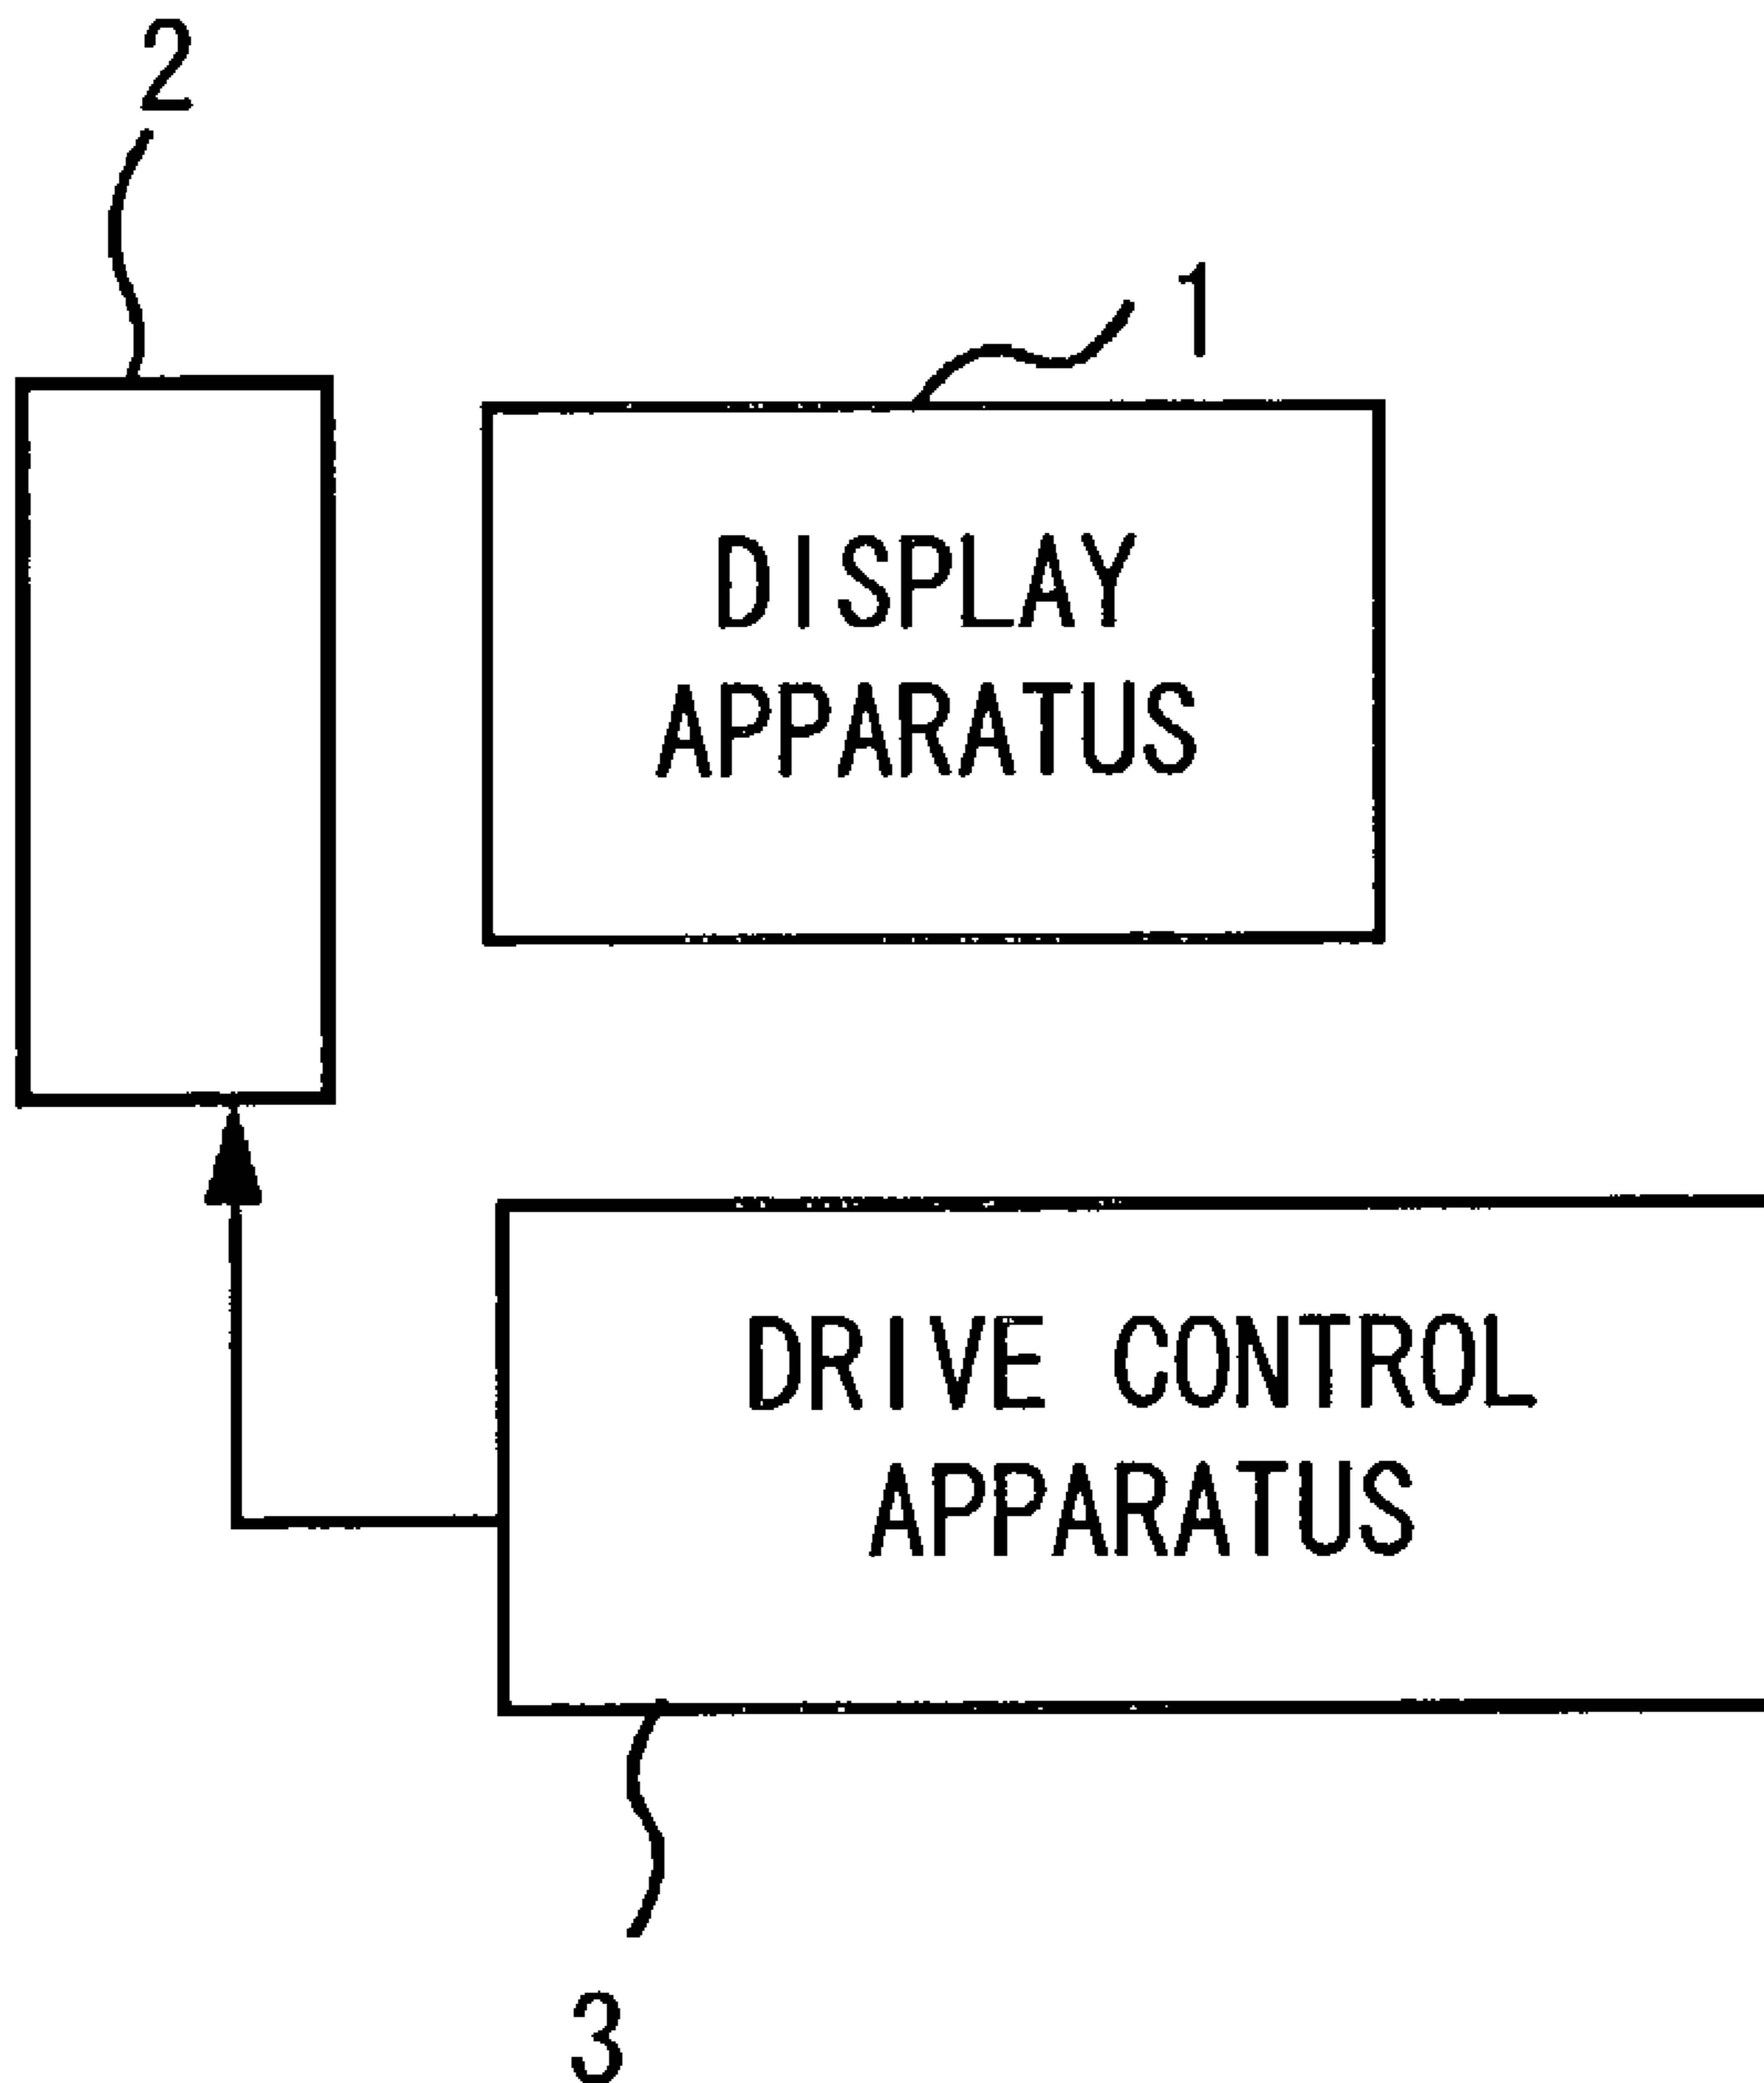 2
1
DISPLAY
APPARATUS
DRIVE CONTROL
APPARATUS
3